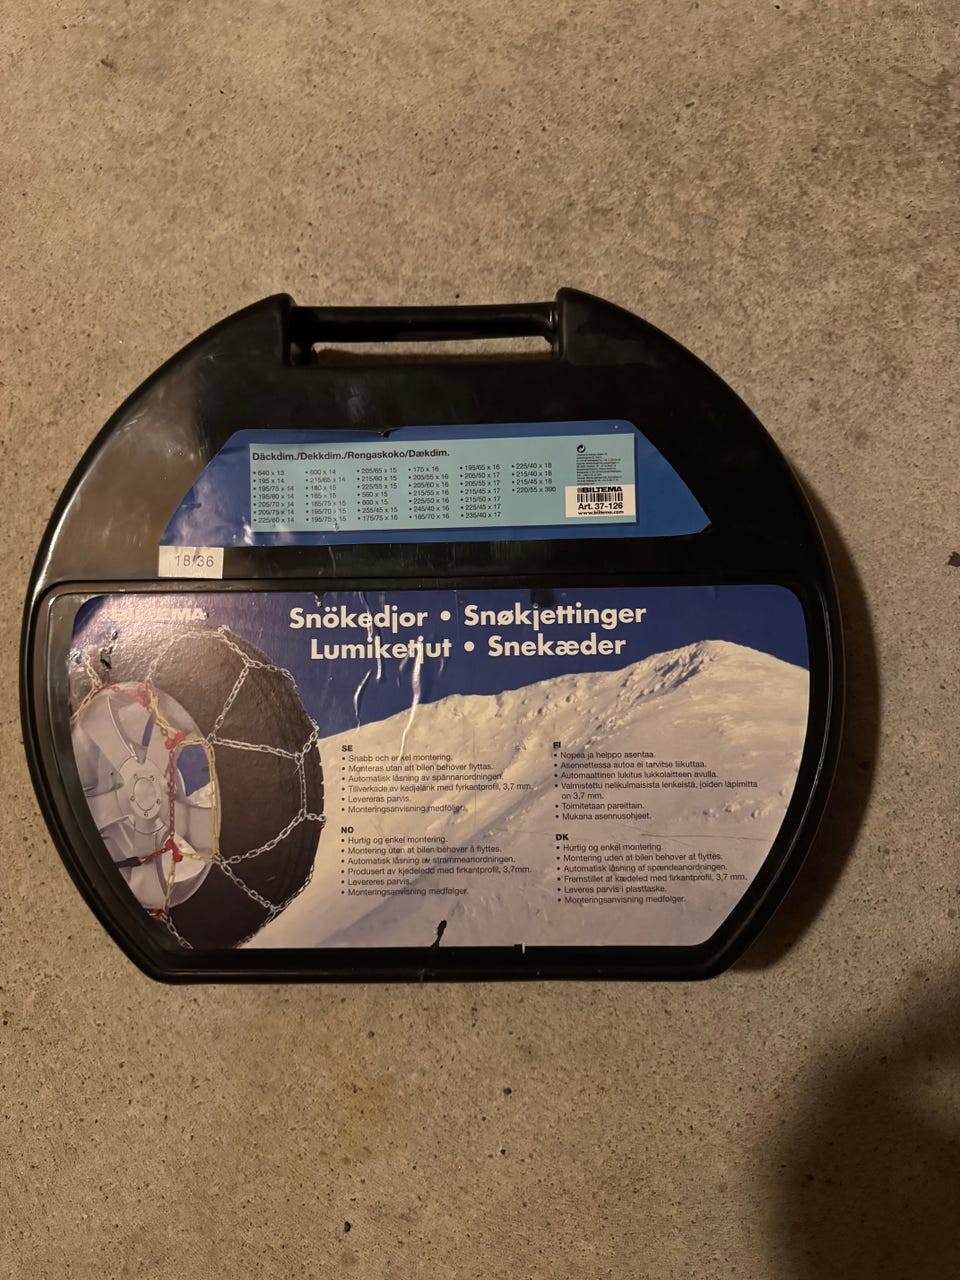 Däckdim./Dekkdim./Rengaskoko/Dækdim.
• 640 x 13
• 195 x 14
• 195/75 x 14
• 195/80 x 14
• 205/70 x 14
• 205/75 x 14
• 225/60 x 14
• 600 x 14
• 215/65 x 14
• 180 x 15
• 185 x 15
• 185/75 x 15
• 195/70 x 15
• 195/75 x 15
• 205/65 x 15
• 215/60 x 15
• 225/55 x 15
• 560 x 15
• 600 x 15
• 255/45 x 15
• 175/75 x 16
• 175 x 16
• 205/55 x 16
• 205/60 x 16
• 215/55 x 16
• 225/50 x 16
• 245/40 x 16
• 185/70 x 16
• 195/65 x 16
• 205/50 x 17
• 205/55 x 17
• 215/45 x 17
• 215/50 x 17
• 225/45 x 17
• 235/40 x 17
• 225/40 x 18
• 215/40 x 18
• 215/45 x 18
• 220/55 x 390
BILTEMA
Art. 37-126
www.biltema.com
18/36
Snökedjor • Snøkjettinger
Lumiketjut • Snekæder
SE
• Snabb och enkel montering.
• Monteras utan att bilen behover flyttas.
• Automatisk låsning av spännanordningen.
• Tillverkade av kedjelänk med fyrkantprofil, 3,7 mm.
• Levereras parvis.
• Monteringsanvisning medföljer.
NO
• Hurtig og enkel montering.
• Montering uten at bilen behover å flyttes.
• Automatisk låsning av strammeanordningen.
• Produsert av kjedeledd med firkantprofil, 3,7mm.
• Levereres parvis.
• Monteringsanvisning medfølger.
FI
• Nopea ja helppo asentaa.
• Asennettessa autoa ei tarvitse liikuttaa.
• Automaattinen lukitus lukkolaitteen avulla.
• Valmistettu nelikulmaisista lenkeistä, joiden läpimitta
on 3,7 mm.
• Toimitetaan pareittain.
• Mukana asennusohjeet.
DK
• Hurtig og enkel montering.
• Montering uden at bilen behøver at flyttes.
• Automatisk låsning af spændeanordningen.
• Fremstillet af kædeled med firkantprofil, 3,7 mm.
• Leveres parvis i plasttaske.
• Monteringsanvisning medfølger.